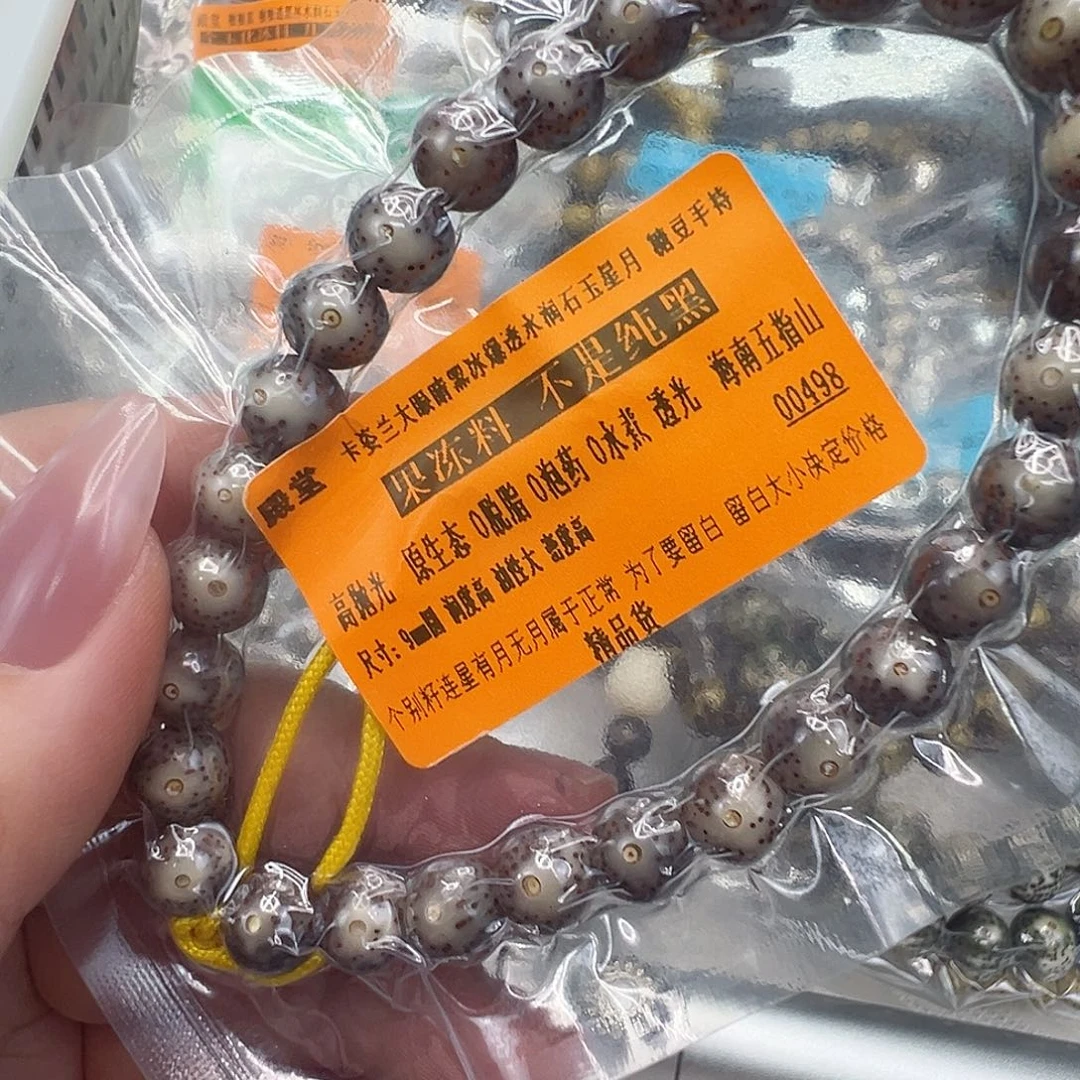 殿堂 卡姿兰大眼暗黑冰爆透水润石玉星月 糖豆手持
果冻料 不是纯黑
高抛光 原生态 0脱脂 0泡药 0水煮 透光 海南五指山
尺寸: 9 圆 润度高 油性大 密度高 00498
个别籽连星有月无月属于正常 为了要留白 留白大小决定价格
精品货